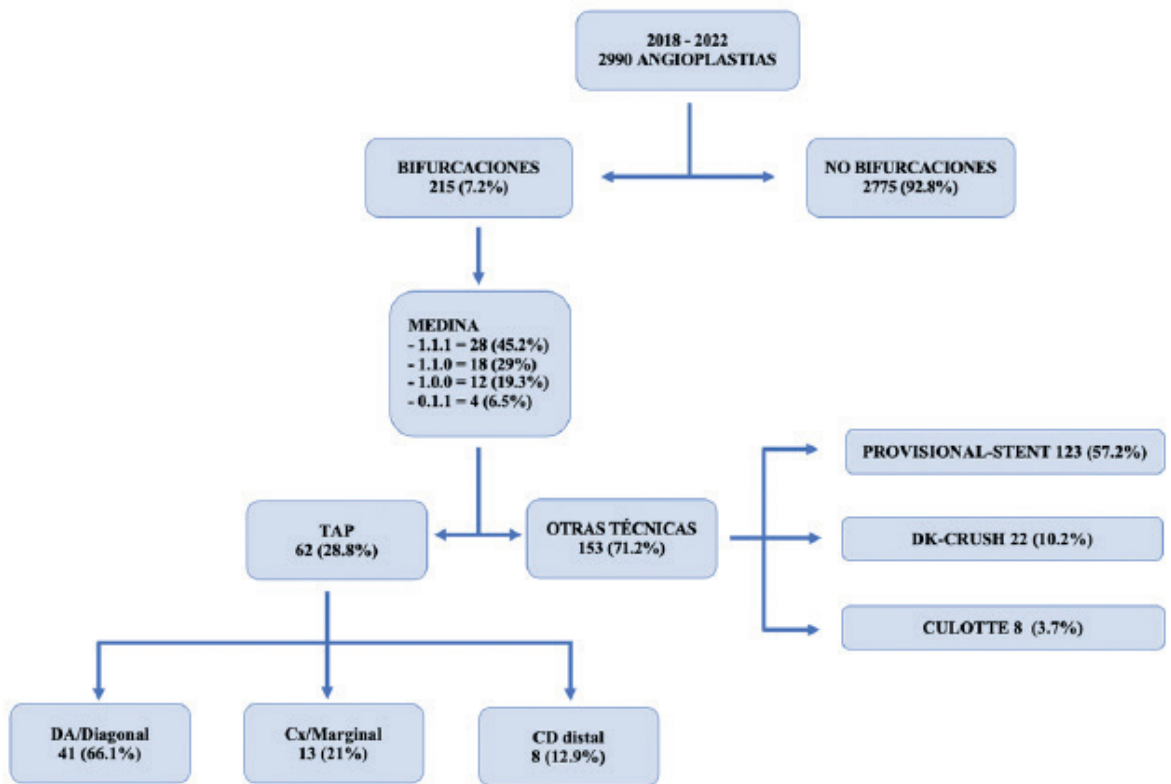 2018 - 2022
2990 ANGIOPLASTIAS
BIFURCACIONES
215 (7.2%)
NO BIFURCACIONES
2775 (92.8%)
MEDINA
- 1.1.1 = 28 (45.2%)
- 1.1.0 = 18 (29%)
- 1.0.0 = 12 (19.3%)
- 0.1.1 = 4 (6.5%)
TAP
62 (28.8%)
OTRAS TÉCNICAS
153 (71.2%)
PROVISIONAL-STENT 123 (57.2%)
DK-CRUSH 22 (10.2%)
CULOTTE 8 (3.7%)
DA/Diagonal
41 (66.1%)
Cx/Marginal
13 (21%)
CD distal
8 (12.9%)